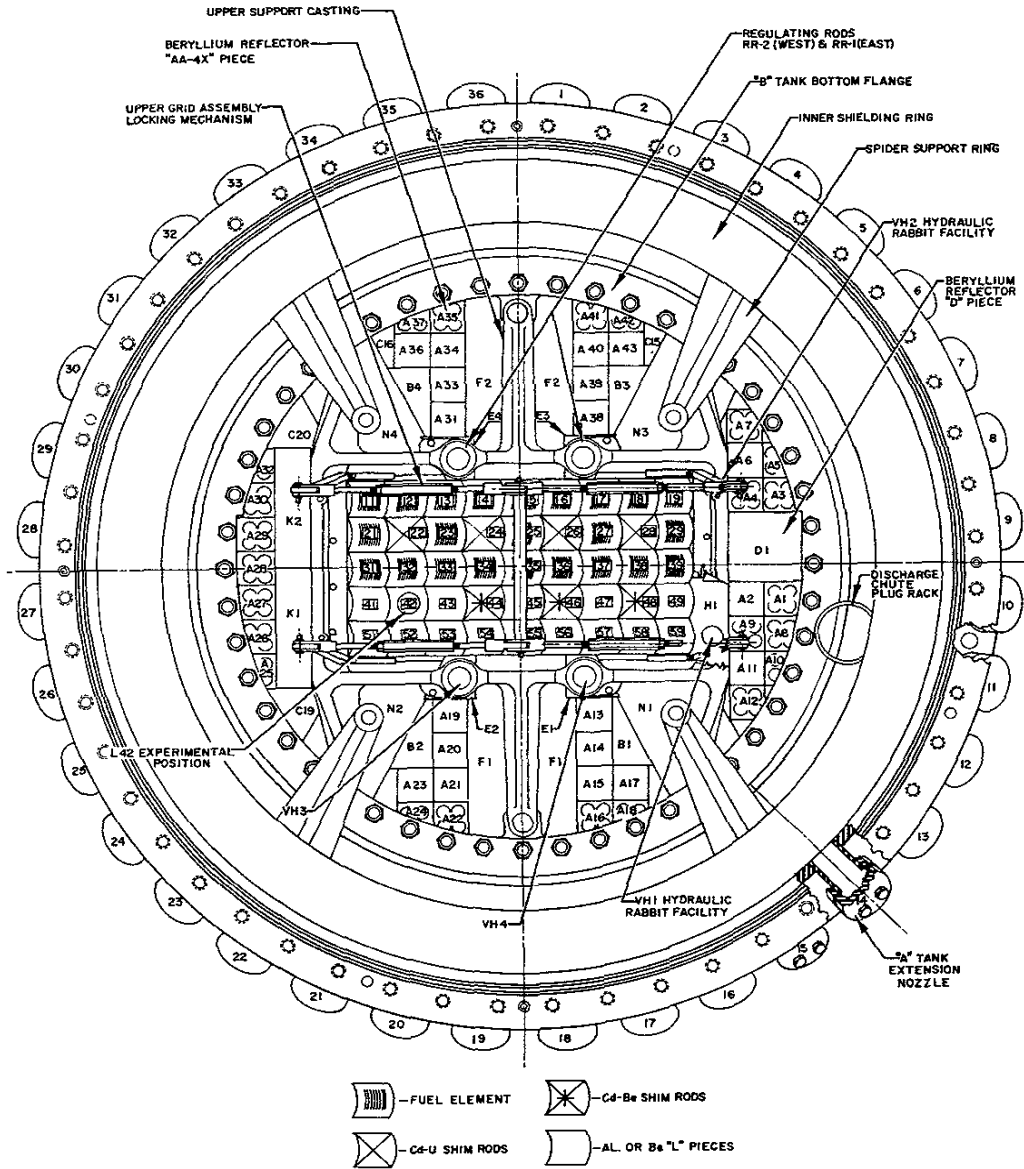 UPPER SUPPORT CASTING
BERYLLIUM REFLECTOR
"AA-4X" PIECE
UPPER GRID ASSEMBLY
LOCKING MECHANISM
REGULATING RODS
RR-2 (WEST) & RR-1(EAST)
"B" TANK BOTTOM FLANGE
INNER SHIELDING RING
SPIDER SUPPORT RING
VH2 HYDRAULIC
RABBIT FACILITY
BERYLLIUM
REFLECTOR
"D" PIECE
36 1 2 3 4 5 6 7 8 9 10 11 12 13 14 15 16 17 18
19 20 21 22 23 24 25 26 27 28 29 30 31 32 33 34 35
A37 A35 A41 A42
C16 A36 A34 A40 A43 C15
B4 A33 F2 F2 A39 B3
A31 E4 E3 A38
C20 N4 N3 A7
A32 A6 A5
A30 A4 A3
K2
A29 D1
A28
A27 K1 H1 A2 A1
A26 A9 A8
A11 A10
A12
11 12 13 14 15 16 17 18 19
21 22 23 24 25 26 27 28 29
31 32 33 34 35 36 37 38 39
41 42 43 44 45 46 47 48 49
51 52 53 54 55 56 57 58 59
C19 N2 A19 E2 E1 A13 N1
B2 A20 F1 F1 A14 B1
A23 A21 A15 A17
A24 A22 A16 A18
DISCHARGE
CHUTE
PLUG RACK
L42 EXPERIMENTAL
POSITION
VH3
VH4
VH1 HYDRAULIC
RABBIT FACILITY
"A" TANK
EXTENSION
NOZZLE
FUEL ELEMENT
Cd-Be SHIM RODS
Cd-U SHIM RODS
AL. OR Be "L" PIECES